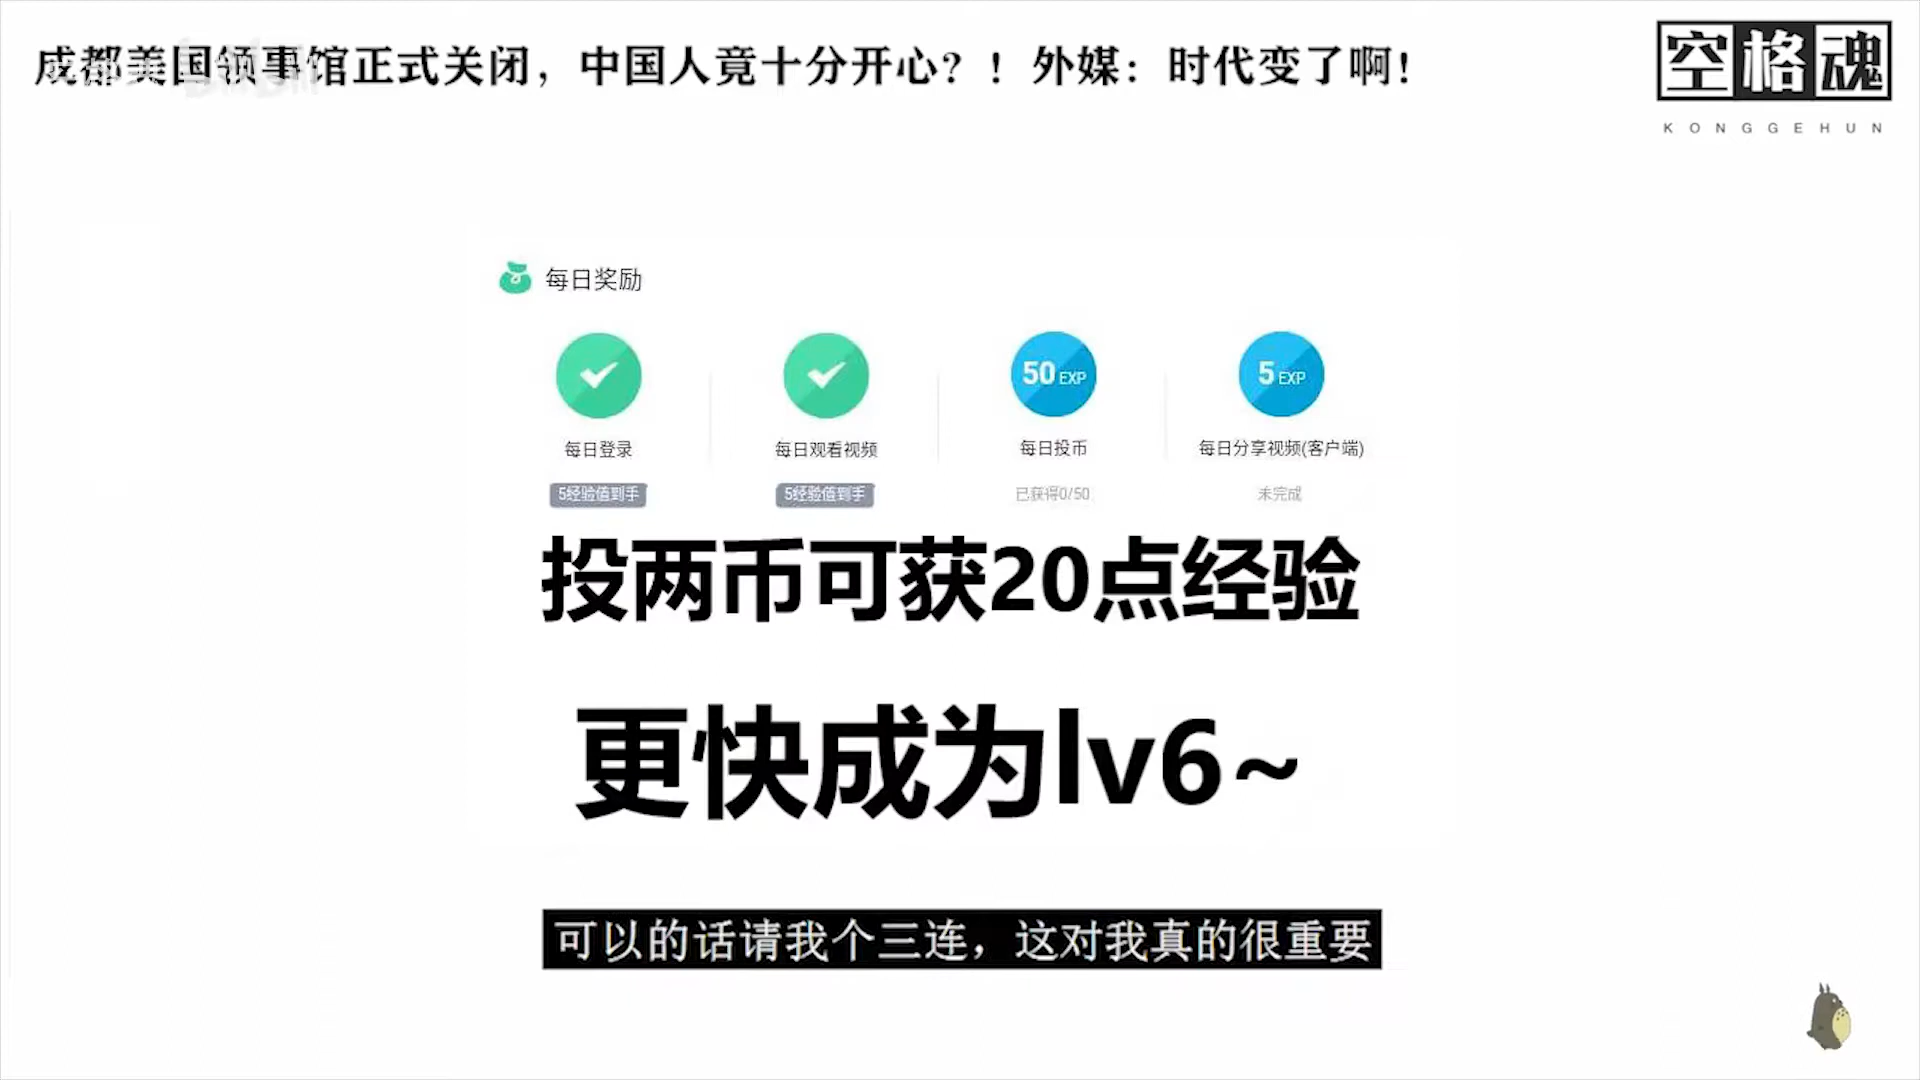 成都美国领事馆正式关闭，中国人竟十分开心？！外媒：时代变了啊！
空格魂
KONGGEHUN
每日奖励
50 EXP
5 EXP
每日登录
每日观看视频
每日投币
每日分享视频(客户端)
5经验值到手
5经验值到手
已获得0/50
未完成
投两币可获20点经验
更快成为lv6~
可以的话请我个三连，这对我真的很重要